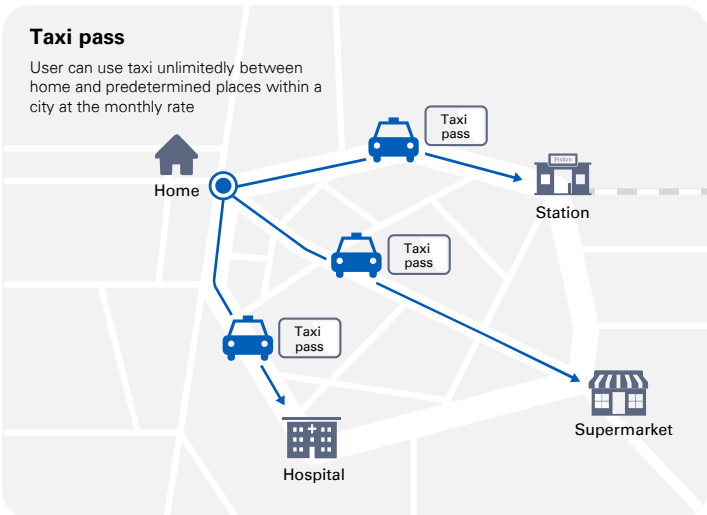 Taxi pass
User can use taxi unlimitedly between
home and predetermined places within a
city at the monthly rate
Taxi
pass
Station
Home
Station
Taxi
pass
Taxi
pass
Supermarket
Hospital